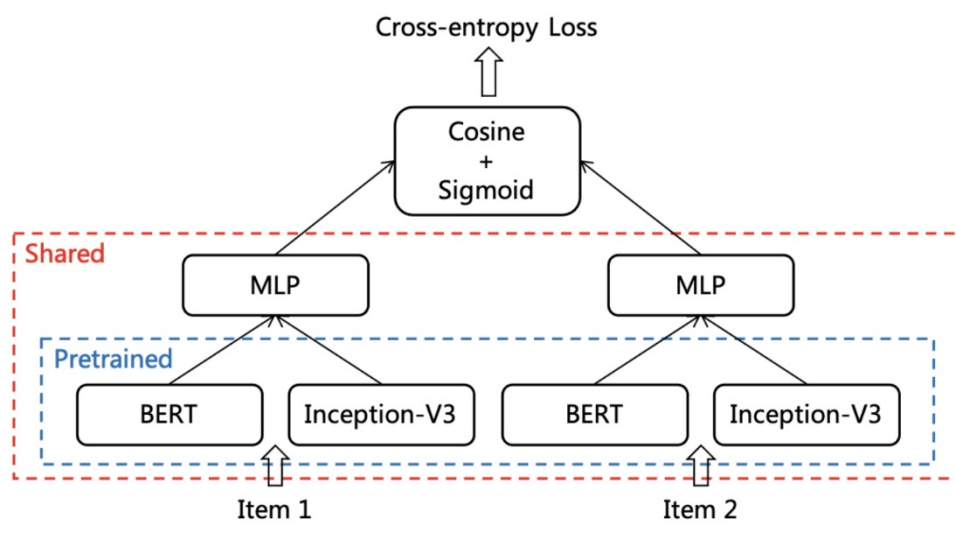 Cross-entropy Loss
Cosine
+
Sigmoid
Shared
MLP
MLP
Pretrained
BERT
Inception-V3
BERT
Inception-V3
Item 1
Item 2